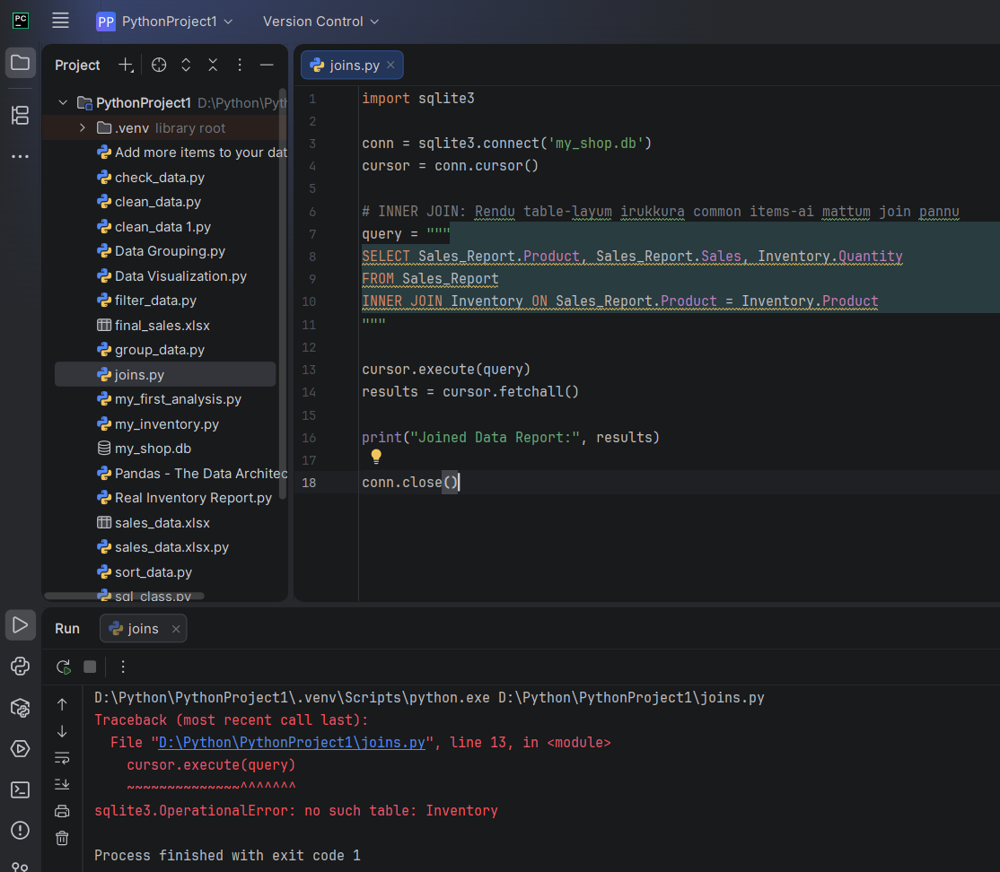 PC
PP PythonProject1
Version Control
Project
joins.py
PythonProject1 D:\Python\Pyth
.venv library root
Add more items to your dat
check_data.py
clean_data.py
clean_data 1.py
Data Grouping.py
Data Visualization.py
filter_data.py
final_sales.xlsx
group_data.py
joins.py
my_first_analysis.py
my_inventory.py
my_shop.db
Pandas - The Data Architec
Real Inventory Report.py
sales_data.xlsx
sales_data.xlsx.py
sort_data.py
sql_class.py
1 import sqlite3
2
3 conn = sqlite3.connect('my_shop.db')
4 cursor = conn.cursor()
5
6 # INNER JOIN: Rendu table-layum irukkura common items-ai mattum join pannu
7 query = """
8 SELECT Sales_Report.Product, Sales_Report.Sales, Inventory.Quantity
9 FROM Sales_Report
10 INNER JOIN Inventory ON Sales_Report.Product = Inventory.Product
11 """
12
13 cursor.execute(query)
14 results = cursor.fetchall()
15
16 print("Joined Data Report:", results)
17
18 conn.close()
Run
joins
D:\Python\PythonProject1\.venv\Scripts\python.exe D:\Python\PythonProject1\joins.py
Traceback (most recent call last):
File "D:\Python\PythonProject1\joins.py", line 13, in <module>
cursor.execute(query)
~~~~~~~~~~~~~~^^^^^^^
sqlite3.OperationalError: no such table: Inventory
Process finished with exit code 1